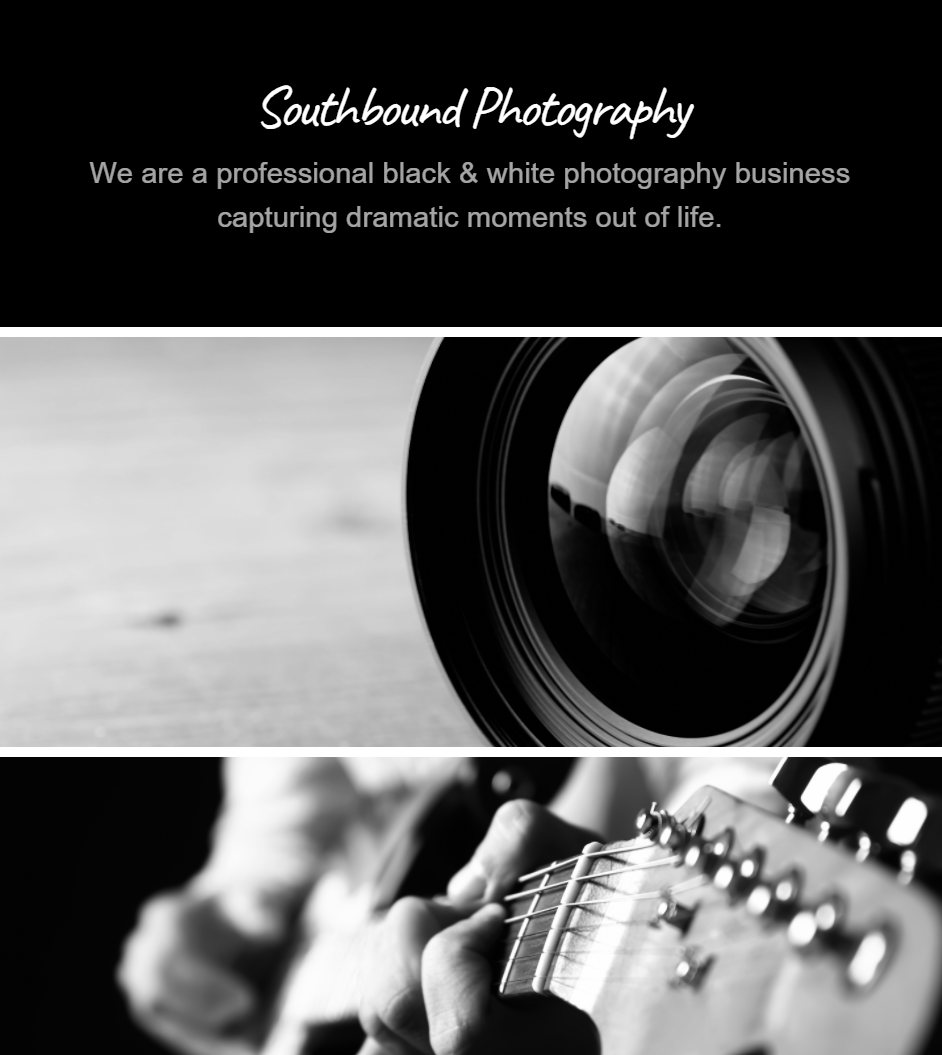 Southbound Photography
We are a professional black & white photography business
capturing dramatic moments out of life.